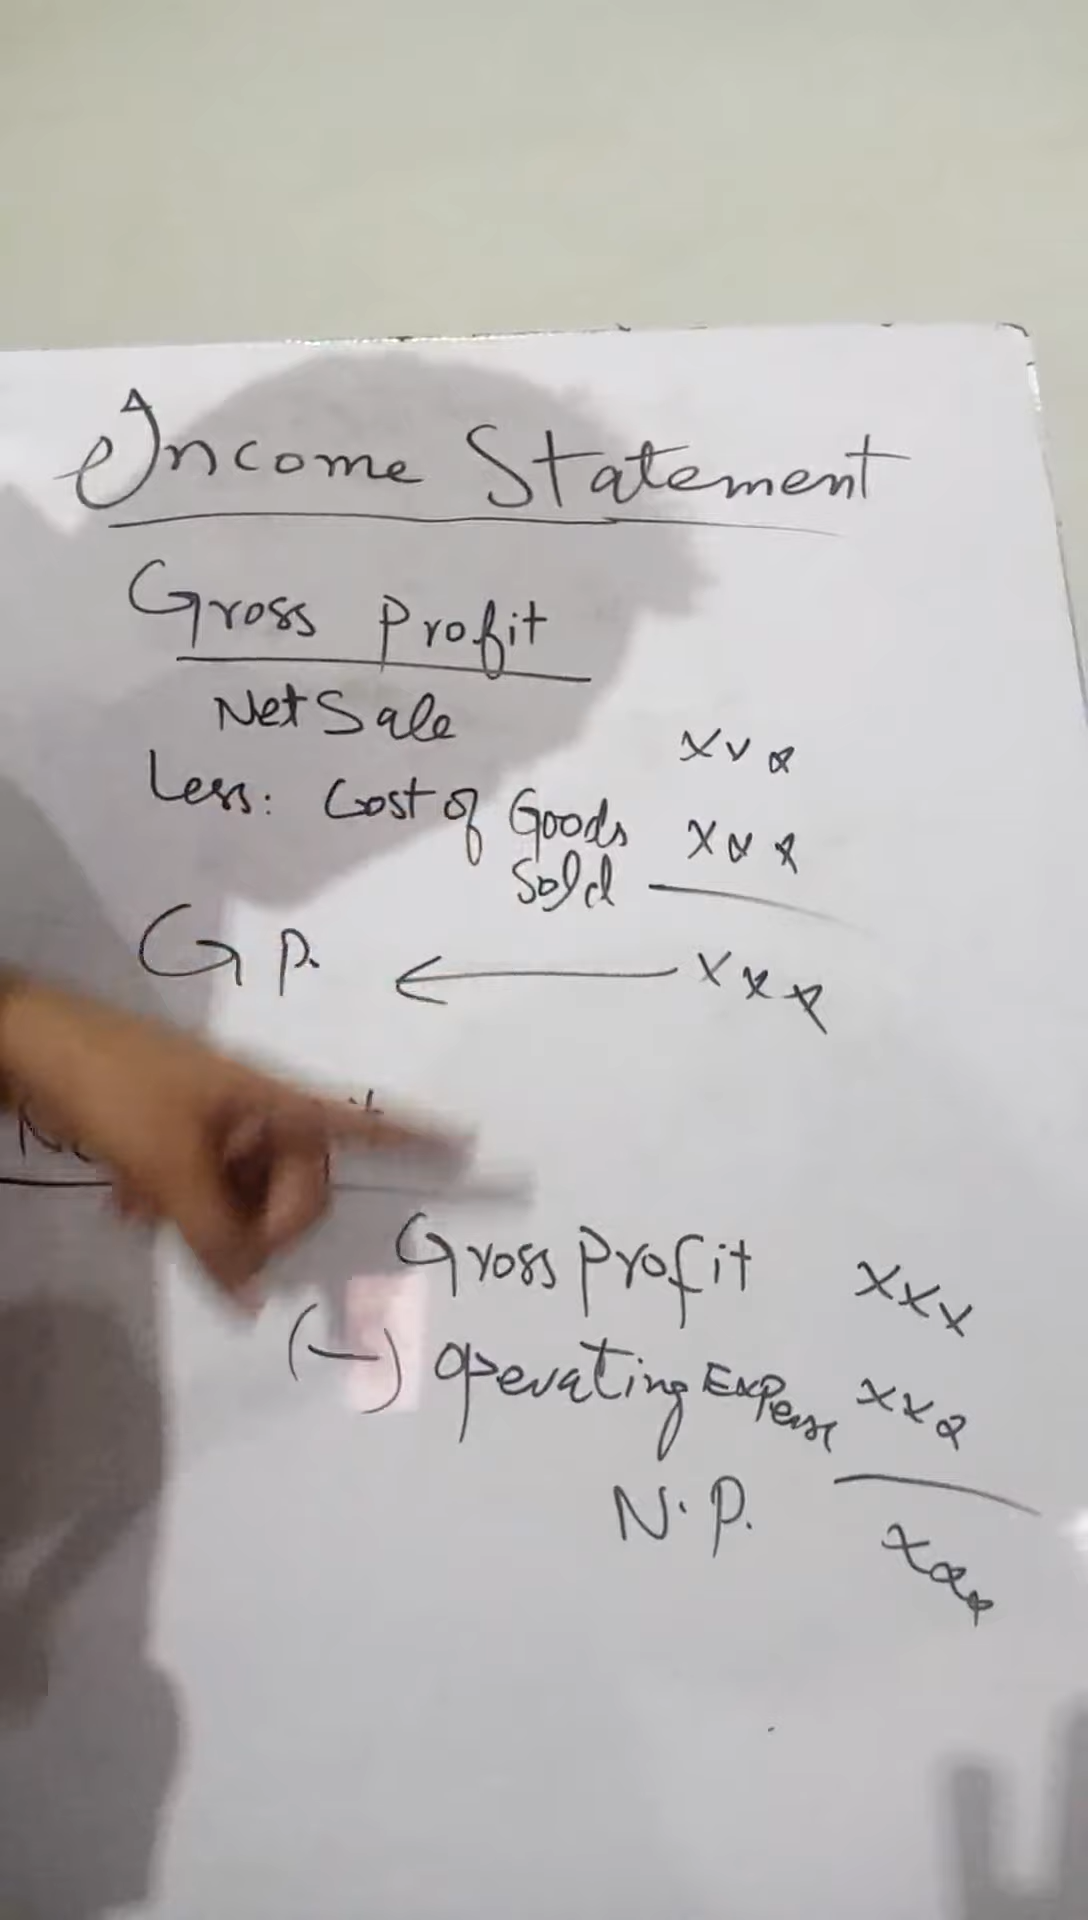 Income Statement
Gross Profit
Net Sale xxx
Less: Cost of Goods Sold xxx
G P. ← xxx
Gross Profit xxx
(-) Operating Expense xxx
N.P. xxx